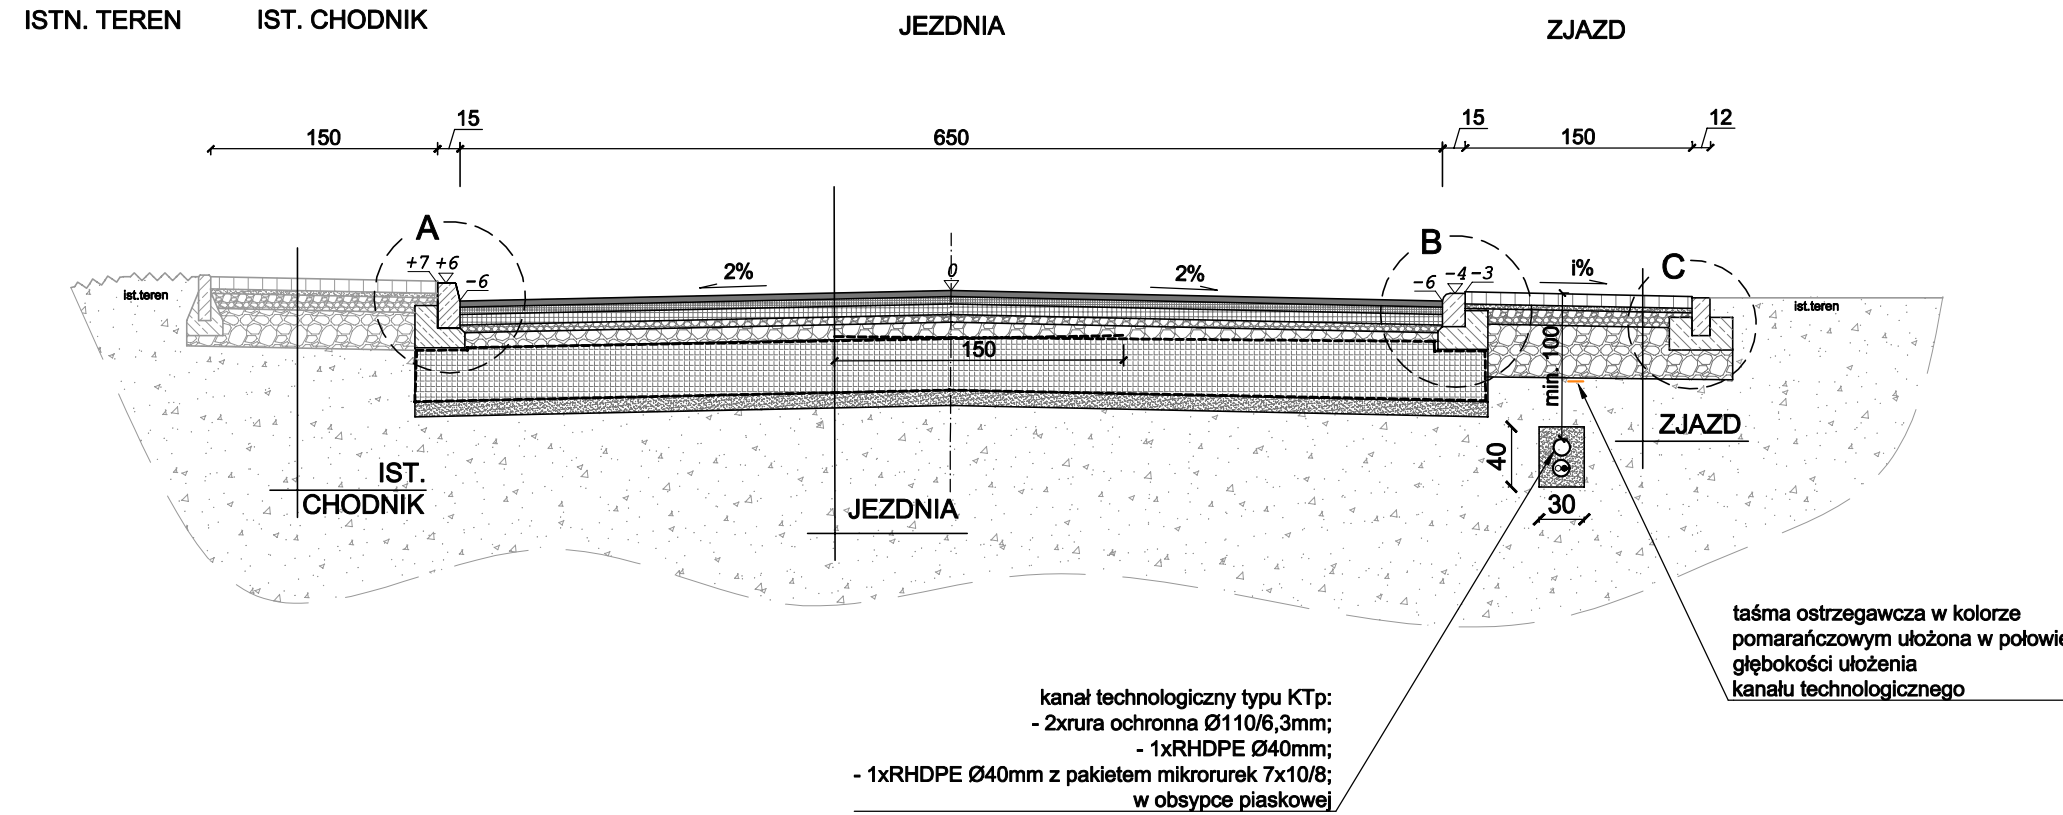 ISTN. TEREN IST. CHODNIK JEZDNIA ZJAZD
150 15 650 15 150 12
A B C
+7 +6 -6 2% 0 2% -6 -4 -3 i%
ist.teren ist.teren
150
min. 100
40
30
IST.
CHODNIK
JEZDNIA
ZJAZD
taśma ostrzegawcza w kolorze
pomarańczowym ułożona w połowie
głębokości ułożenia
kanału technologicznego
kanał technologiczny typu KTp:
- 2xrura ochronna Ø110/6,3mm;
- 1xRHDPE Ø40mm;
- 1xRHDPE Ø40mm z pakietem mikrorurek 7x10/8;
w obsypce piaskowej